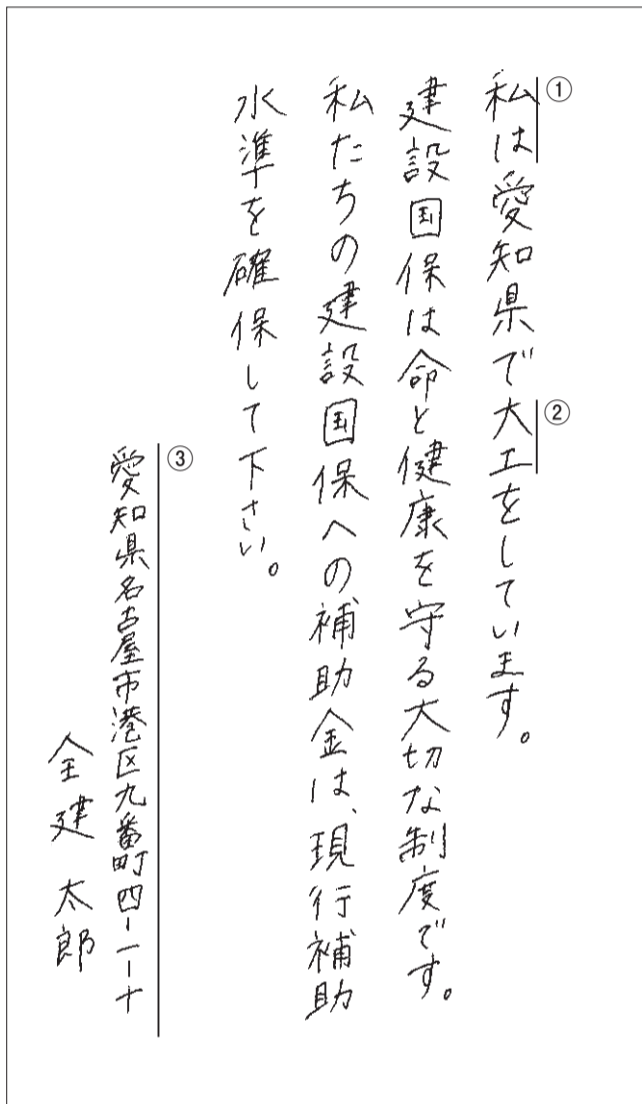 ①
私は愛知県で大工をしています。
②
建設国保は命と健康を守る大切な制度です。
私たちの建設国保への補助金は、現行補助
水準を確保して下さい。
③
愛知県名古屋市港区九番町四-一-十
全建 太郎